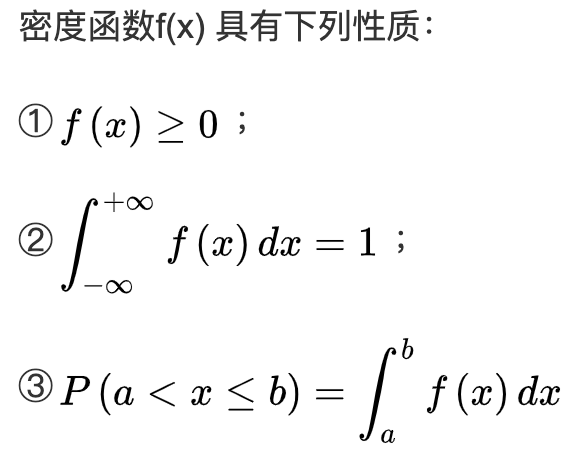 密度函数f(x) 具有下列性质：
① f (x) ≥ 0 ；
② ∫_{-∞}^{+∞} f (x) dx = 1 ；
③ P (a < x ≤ b) = ∫_a^b f (x) dx